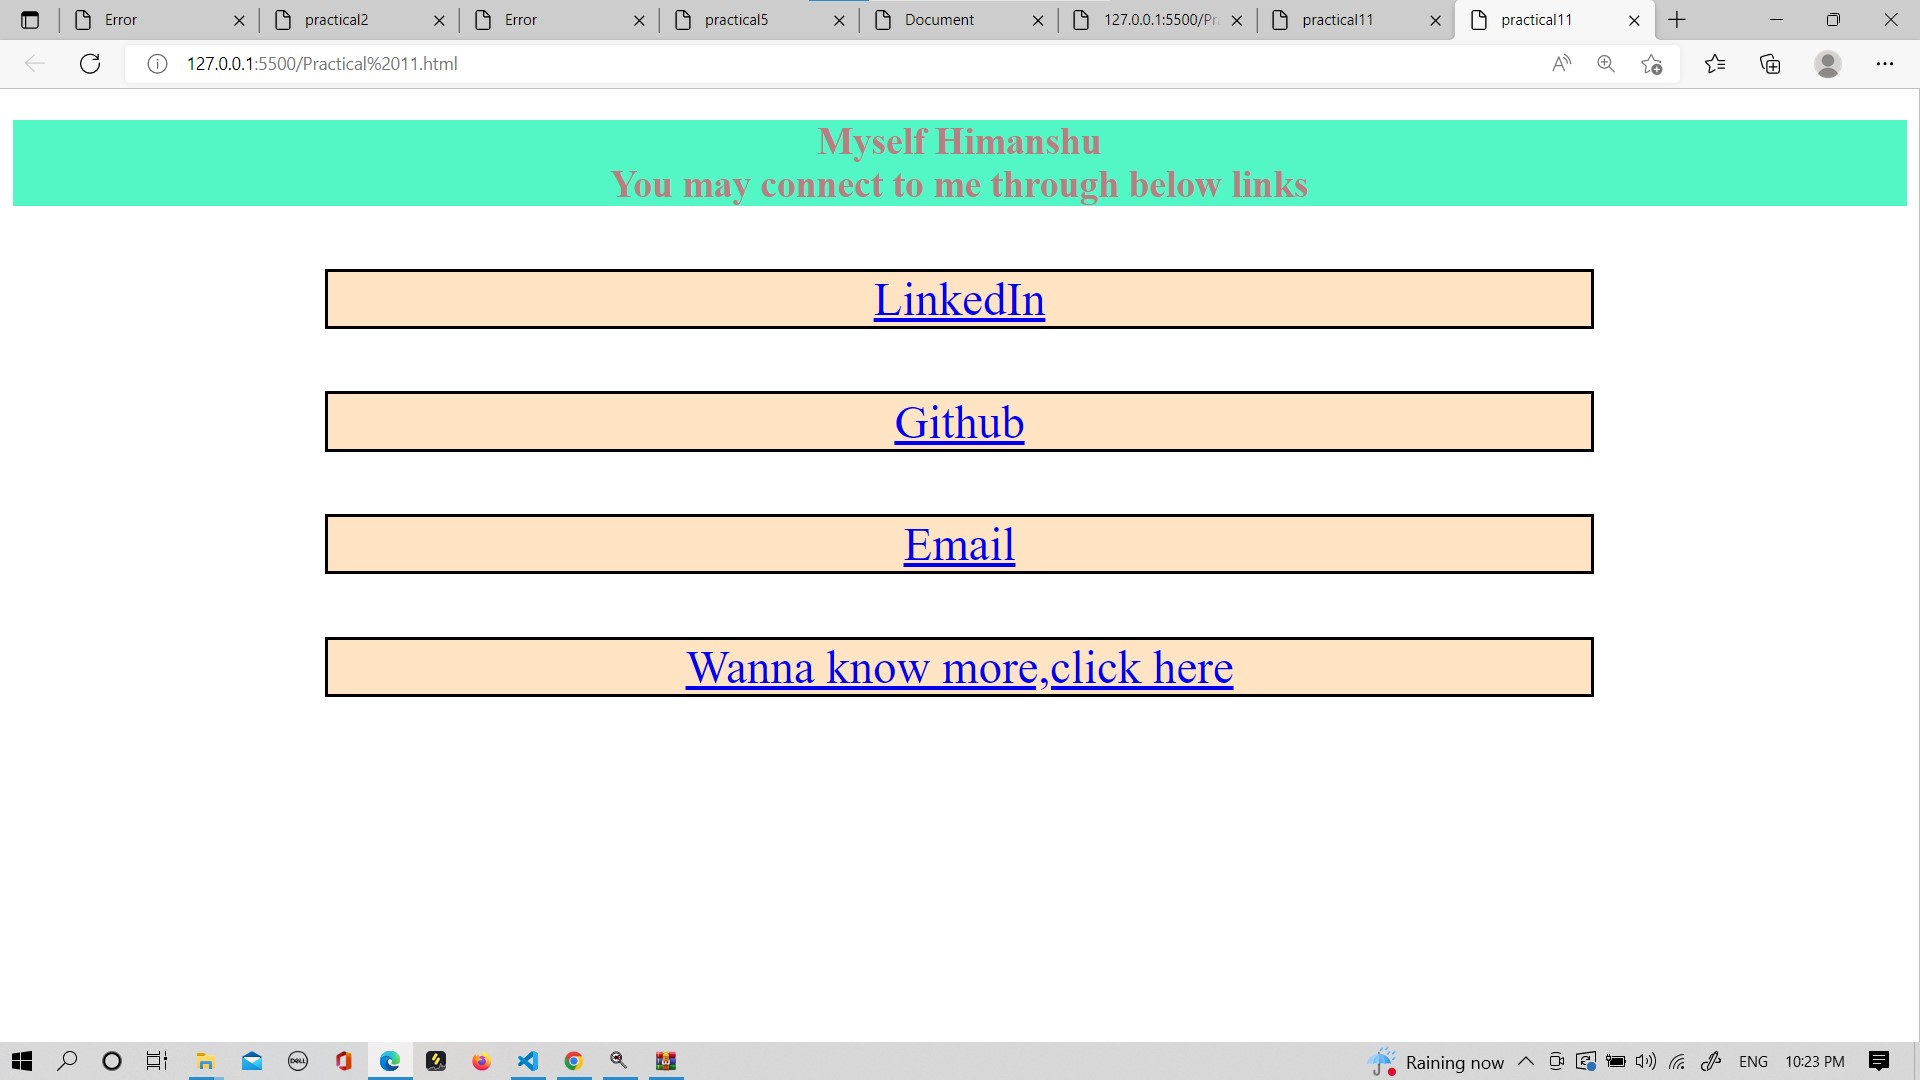 Error
practical2
Error
practical5
Document
127.0.0.1:5500/Pr
practical11
practical11
127.0.0.1:5500/Practical%2011.html
Myself Himanshu
You may connect to me through below links
LinkedIn
Github
Email
Wanna know more,click here
DELL
Raining now
ENG
10:23 PM